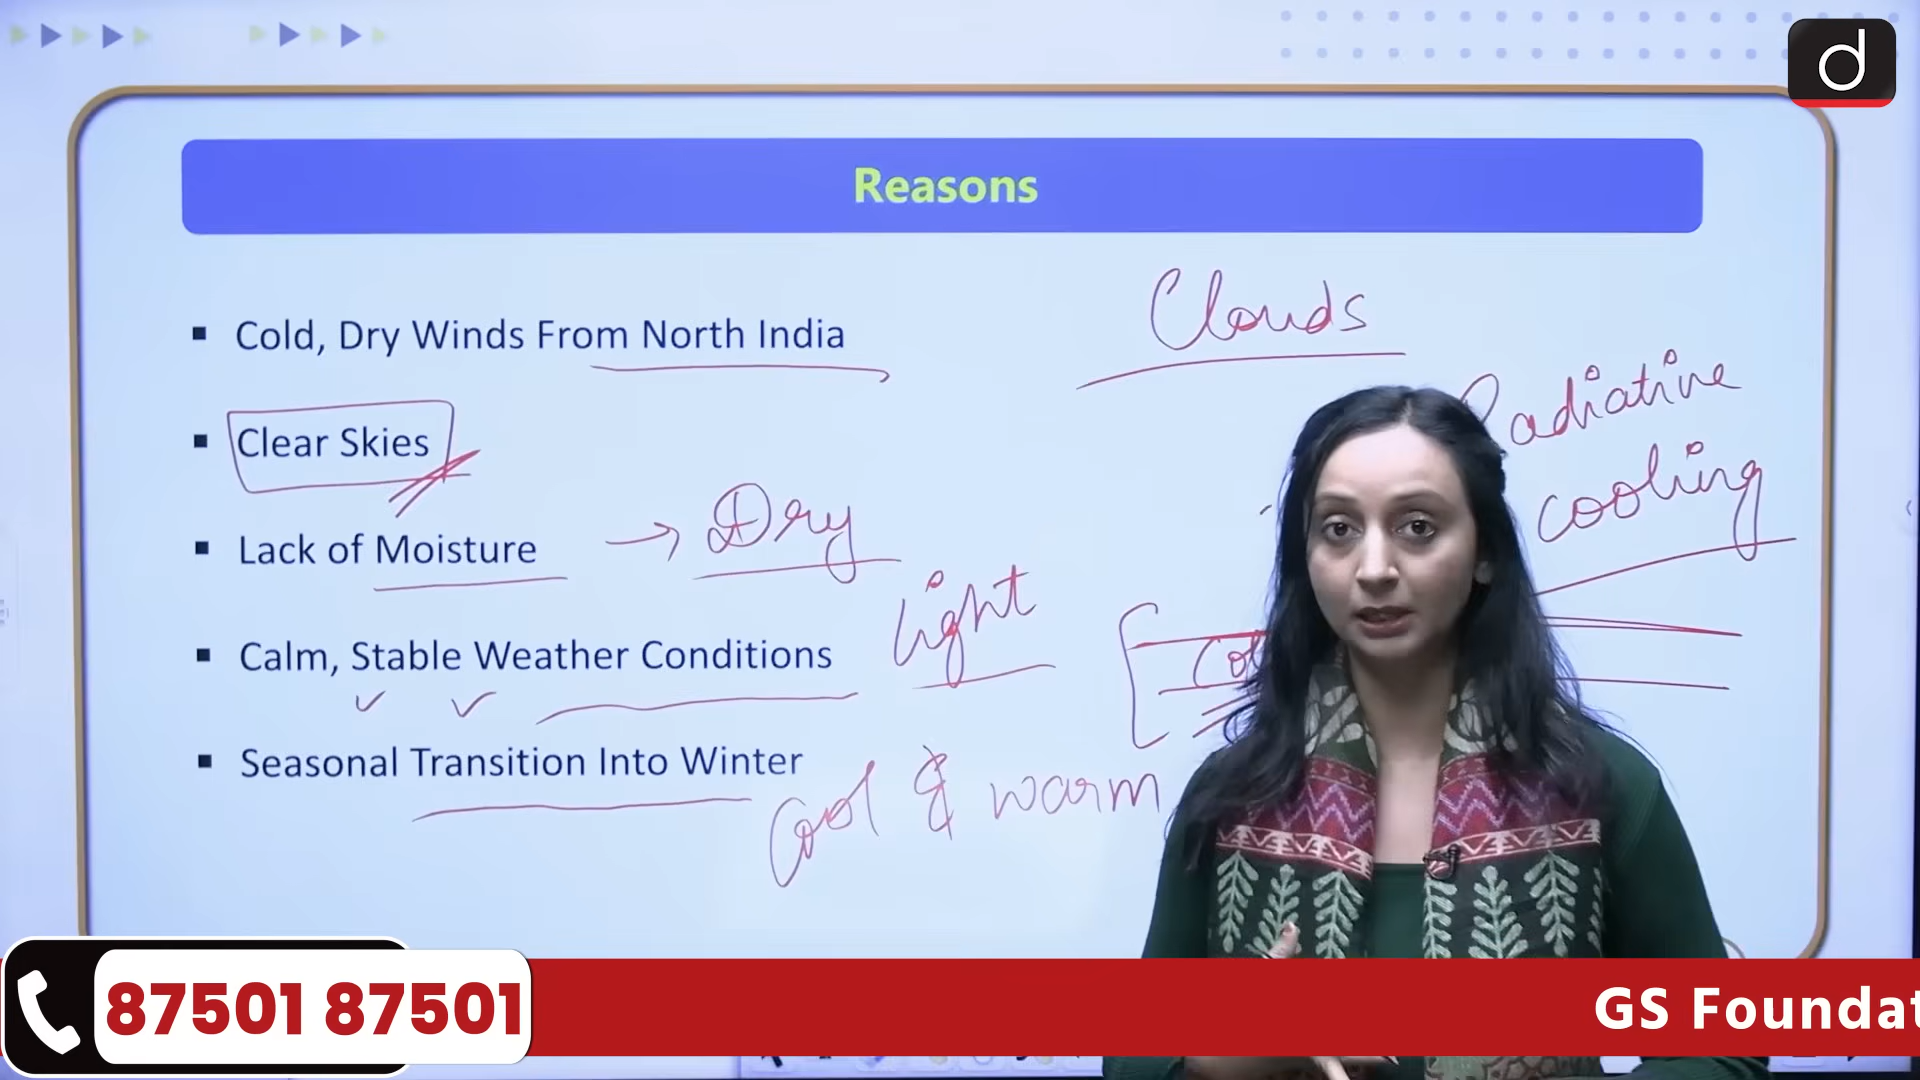 d
Reasons
Cold, Dry Winds From North India
Clouds
Radiative
Clear Skies
cooling
Lack of Moisture → Dry
light
Calm, Stable Weather Conditions
Seasonal Transition Into Winter
Cool & warm
87501 87501
GS Foundat